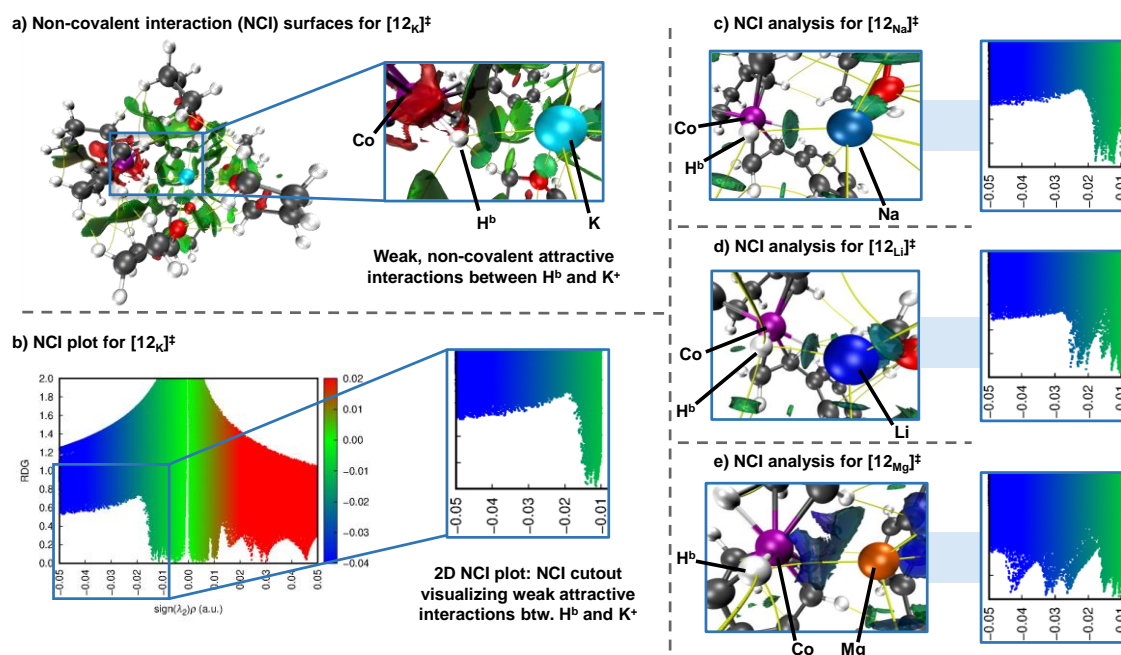 a) Non-covalent interaction (NCI) surfaces for [12K]‡
Co
Hᵇ
K
Weak, non-covalent attractive
interactions between Hᵇ and K⁺
b) NCI plot for [12K]‡
2.0
1.8
1.6
1.4
1.2
1.0
0.8
0.6
0.4
0.2
0.0
RDG
-0.05
-0.04
-0.03
-0.02
-0.01
0.00
0.01
0.02
0.03
0.04
0.05
sign(λ₂)ρ (a.u.)
0.02
0.01
0.00
−0.01
−0.02
−0.03
−0.04
-0.05
-0.04
-0.03
-0.02
-0.01
2D NCI plot: NCI cutout
visualizing weak attractive
interactions btw. Hᵇ and K⁺
c) NCI analysis for [12Na]‡
Co
Hᵇ
Na
-0.05
-0.04
-0.03
-0.02
-0.01
d) NCI analysis for [12Li]‡
Co
Hᵇ
Li
-0.05
-0.04
-0.03
-0.02
-0.01
e) NCI analysis for [12Mg]‡
Hᵇ
Co
Mg
-0.05
-0.04
-0.03
-0.02
-0.01